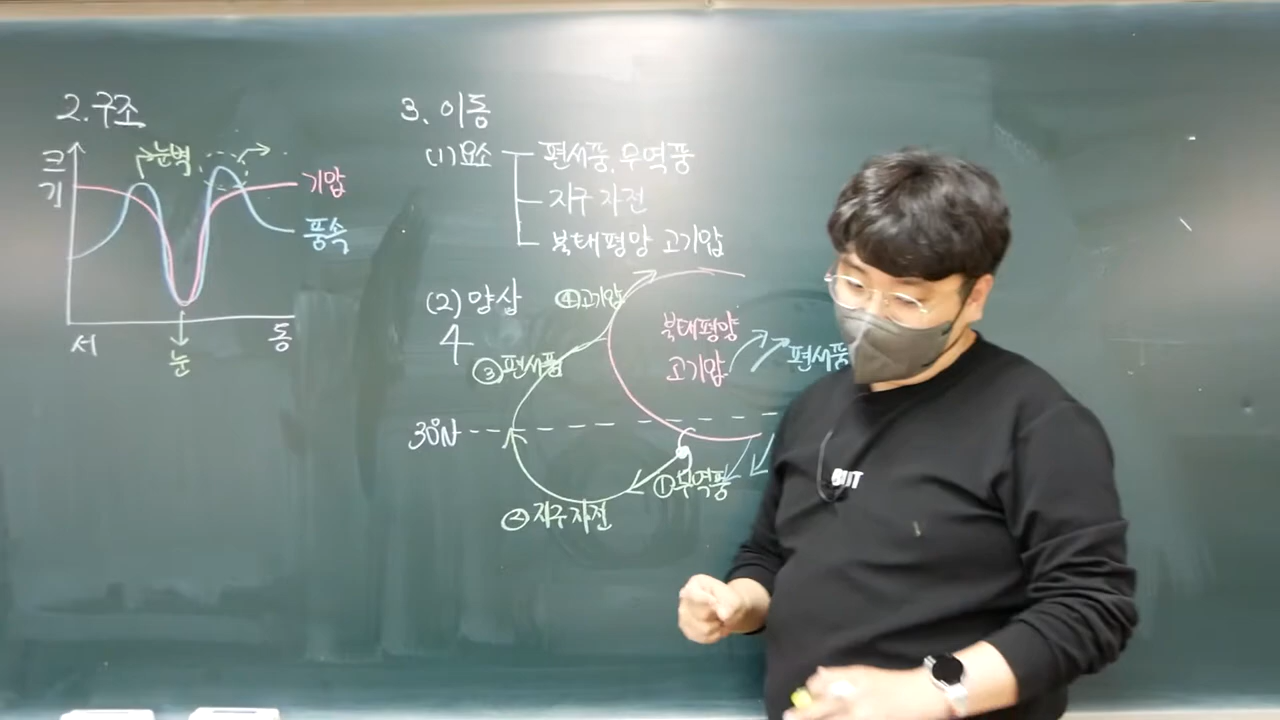 2. 구조
크기
눈벽
기압
풍속
서
동
눈
3. 이동
(1) 요소
편서풍, 무역풍
지구 자전
북태평양 고기압
(2) 양상
4
④고기압
북태평양
고기압
편서풍
③편서풍
30°N
①무역풍
②지구 자전